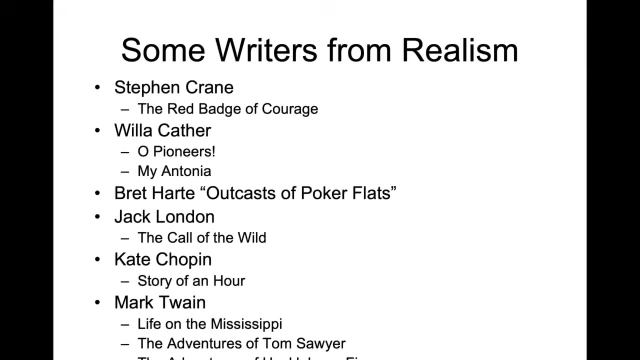 Some Writers from Realism
• Stephen Crane
– The Red Badge of Courage
• Willa Cather
– O Pioneers!
– My Antonia
• Bret Harte “Outcasts of Poker Flats”
• Jack London
– The Call of the Wild
• Kate Chopin
– Story of an Hour
• Mark Twain
– Life on the Mississippi
– The Adventures of Tom Sawyer